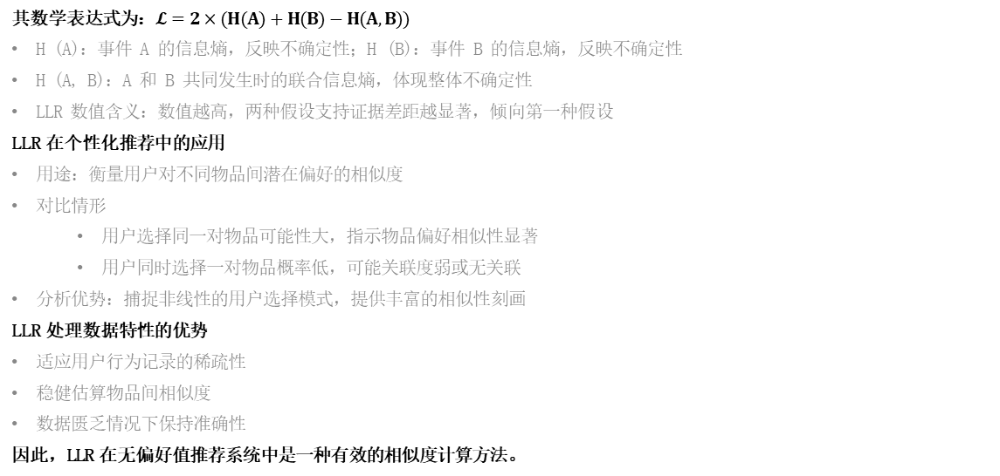 其数学表达式为：𝓛 = 2 × (H(A) + H(B) − H(A, B))
• H (A)：事件 A 的信息熵，反映不确定性；H (B)：事件 B 的信息熵，反映不确定性
• H (A, B)：A 和 B 共同发生时的联合信息熵，体现整体不确定性
• LLR 数值含义：数值越高，两种假设支持证据差距越显著，倾向第一种假设
LLR 在个性化推荐中的应用
• 用途：衡量用户对不同物品间潜在偏好的相似度
• 对比情形
• 用户选择同一对物品可能性大，指示物品偏好相似性显著
• 用户同时选择一对物品概率低，可能关联度弱或无关联
• 分析优势：捕捉非线性的用户选择模式，提供丰富的相似性刻画
LLR 处理数据特性的优势
• 适应用户行为记录的稀疏性
• 稳健估算物品间相似度
• 数据匮乏情况下保持准确性
因此，LLR 在无偏好值推荐系统中是一种有效的相似度计算方法。